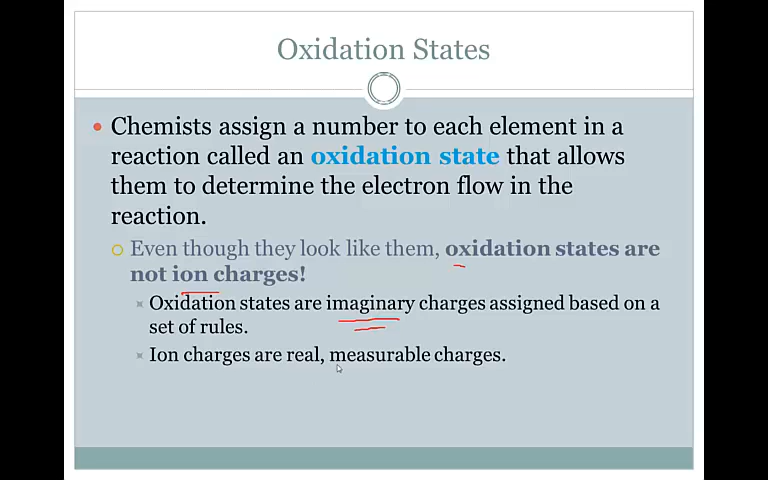 Oxidation States
Chemists assign a number to each element in a
reaction called an oxidation state that allows
them to determine the electron flow in the
reaction.
Even though they look like them, oxidation states are
not ion charges!
Oxidation states are imaginary charges assigned based on a
set of rules.
Ion charges are real, measurable charges.